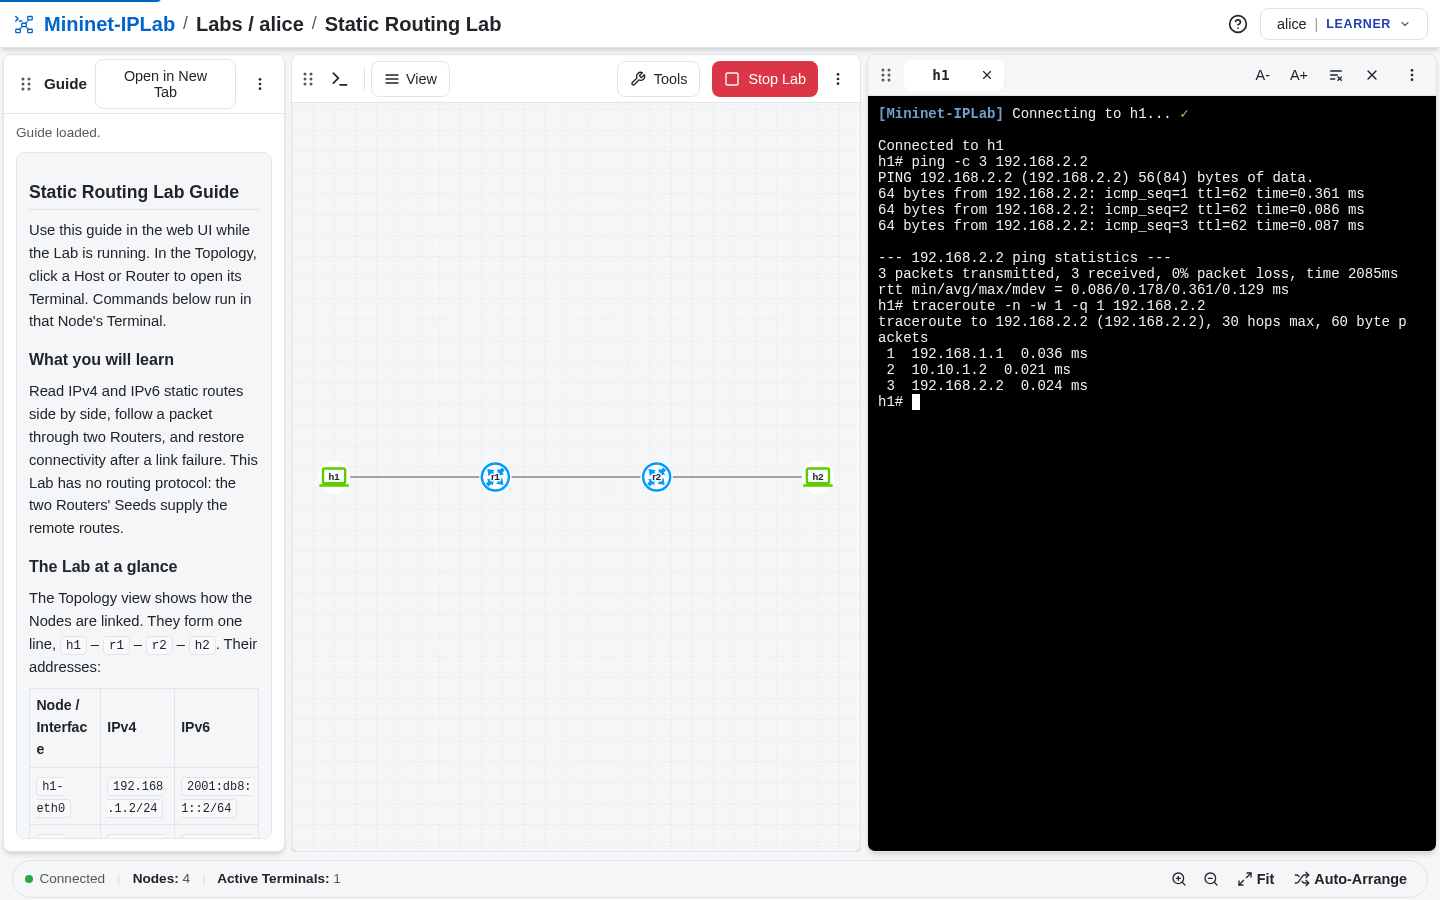 Mininet-IPLab / Labs / alice / Static Routing Lab
alice | LEARNER
Guide
Open in New
Tab
Guide loaded.
Static Routing Lab Guide
Use this guide in the web UI while
the Lab is running. In the Topology,
click a Host or Router to open its
Terminal. Commands below run in
that Node's Terminal.
What you will learn
Read IPv4 and IPv6 static routes
side by side, follow a packet
through two Routers, and restore
connectivity after a link failure. This
Lab has no routing protocol: the
two Routers' Seeds supply the
remote routes.
The Lab at a glance
The Topology view shows how the
Nodes are linked. They form one
line, h1 – r1 – r2 – h2. Their
addresses:
Node /
Interfac
e
IPv4
IPv6
h1-
eth0
192.168
.1.2/24
2001:db8:
1::2/64
View
Tools
Stop Lab
h1
r1
r2
h2
h1
A-
A+
[Mininet-IPLab] Connecting to h1... ✓
Connected to h1
h1# ping -c 3 192.168.2.2
PING 192.168.2.2 (192.168.2.2) 56(84) bytes of data.
64 bytes from 192.168.2.2: icmp_seq=1 ttl=62 time=0.361 ms
64 bytes from 192.168.2.2: icmp_seq=2 ttl=62 time=0.086 ms
64 bytes from 192.168.2.2: icmp_seq=3 ttl=62 time=0.087 ms
--- 192.168.2.2 ping statistics ---
3 packets transmitted, 3 received, 0% packet loss, time 2085ms
rtt min/avg/max/mdev = 0.086/0.178/0.361/0.129 ms
h1# traceroute -n -w 1 -q 1 192.168.2.2
traceroute to 192.168.2.2 (192.168.2.2), 30 hops max, 60 byte p
ackets
1 192.168.1.1 0.036 ms
2 10.10.1.2 0.021 ms
3 192.168.2.2 0.024 ms
h1#
Connected
Nodes: 4
Active Terminals: 1
Fit
Auto-Arrange